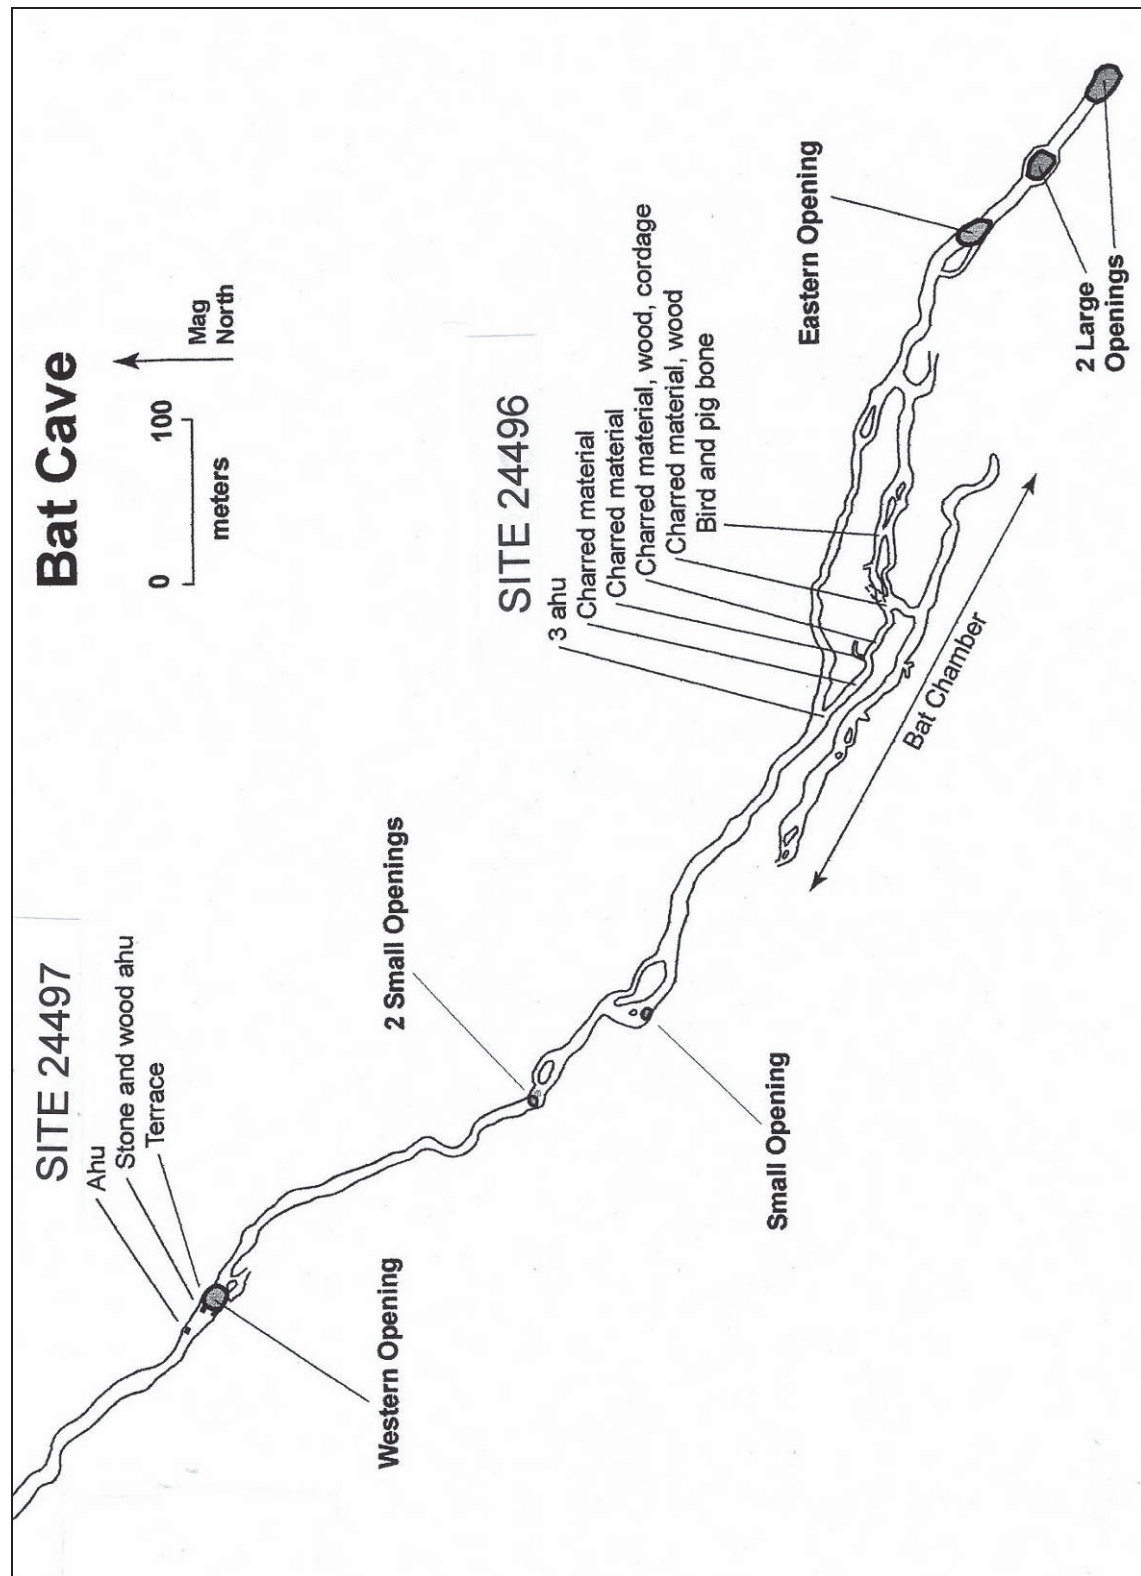 Bat Cave
0
100
meters
Mag
North
SITE 24497
Ahu
Stone and wood ahu
Terrace
Western Opening
2 Small Openings
Small Opening
SITE 24496
3 ahu
Charred material
Charred material
Charred material, wood, cordage
Charred material, wood
Bird and pig bone
Bat Chamber
Eastern Opening
2 Large
Openings